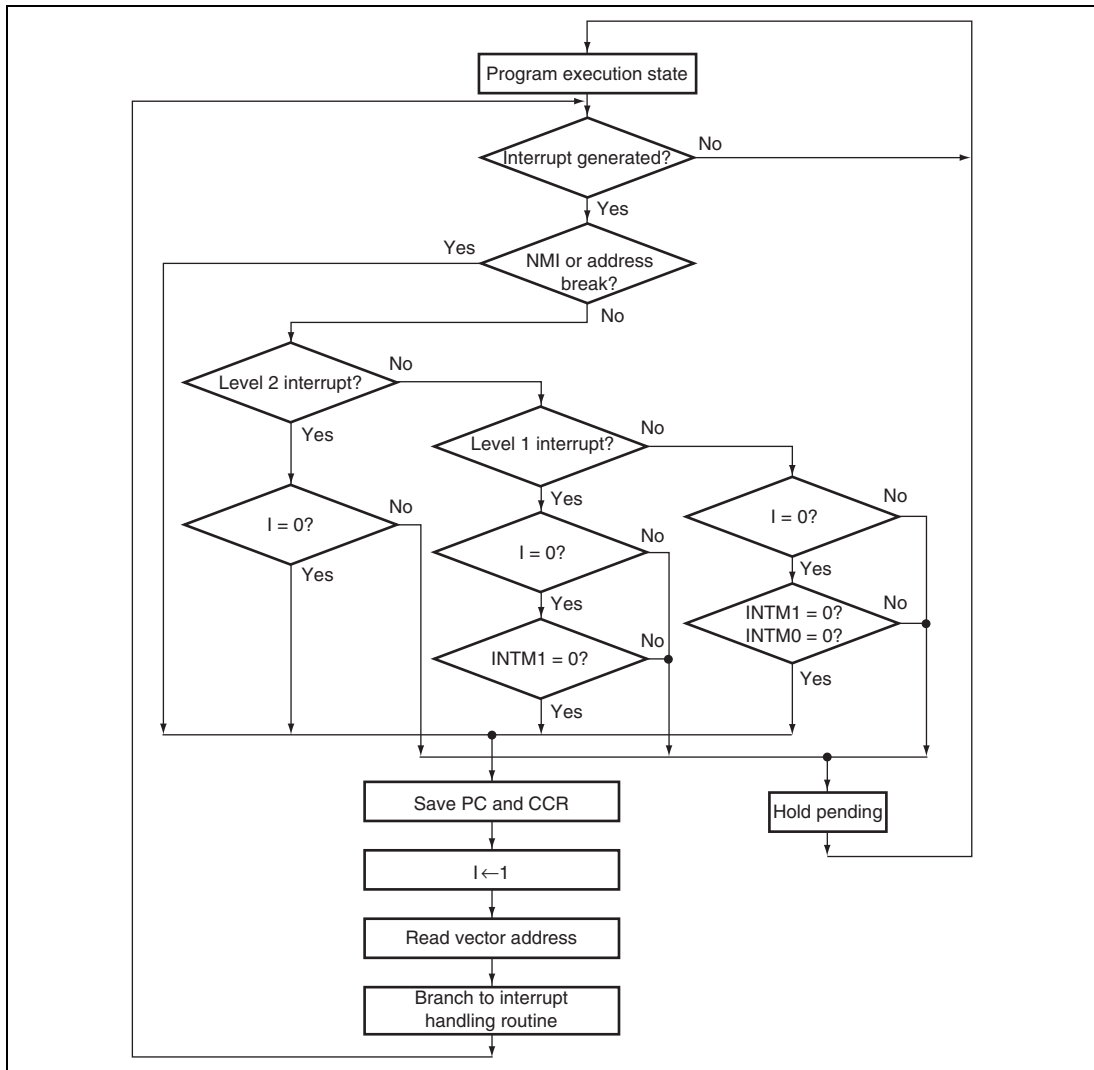 Program execution state
Interrupt generated?
No
Yes
Yes
NMI or address
break?
No
Level 2 interrupt?
No
Yes
Level 1 interrupt?
No
Yes
I = 0?
No
Yes
I = 0?
No
Yes
I = 0?
No
Yes
INTM1 = 0?
No
Yes
INTM1 = 0?
INTM0 = 0?
No
Yes
Save PC and CCR
Hold pending
I ←1
Read vector address
Branch to interrupt
handling routine